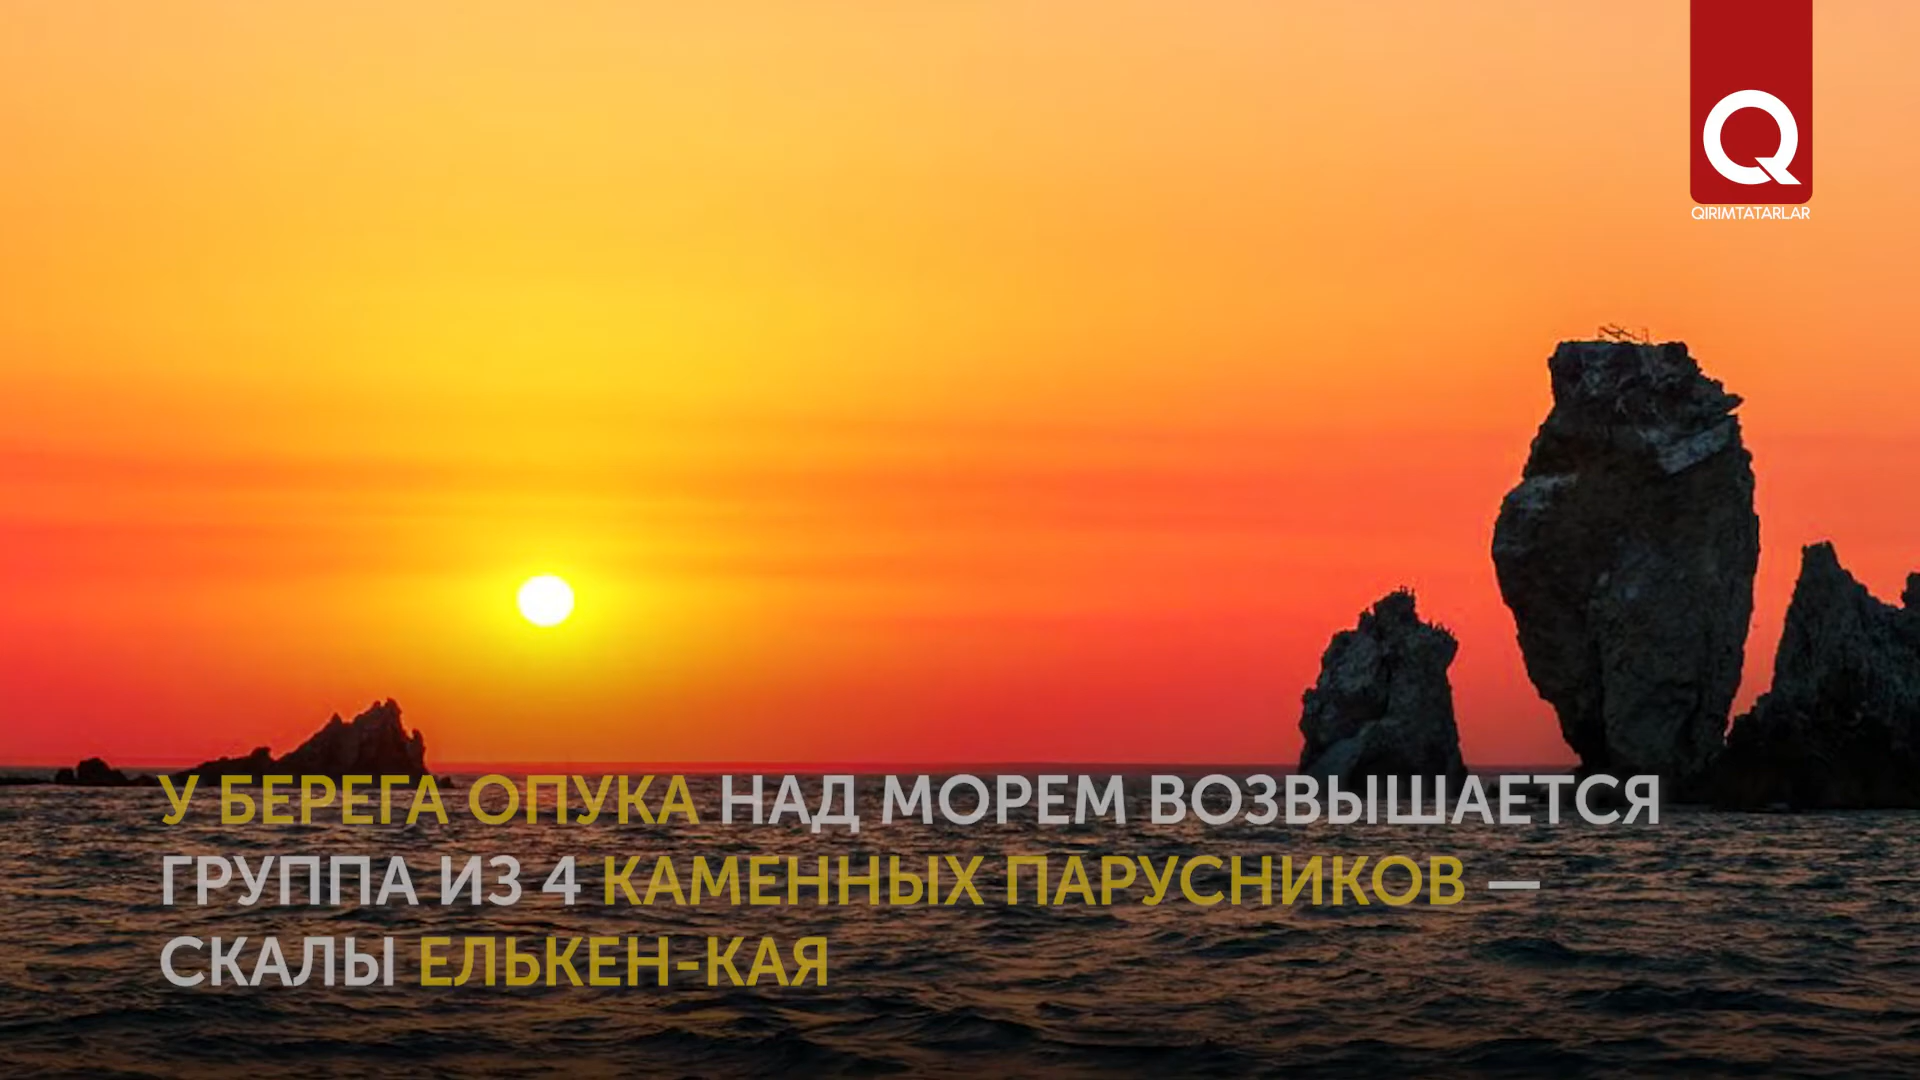 Q
QIRIMTATARLAR
У БЕРЕГА ОПУКА НАД МОРЕМ ВОЗВЫШАЕТСЯ
ГРУППА ИЗ 4 КАМЕННЫХ ПАРУСНИКОВ —
СКАЛЫ ЕЛЬКЕН-КАЯ